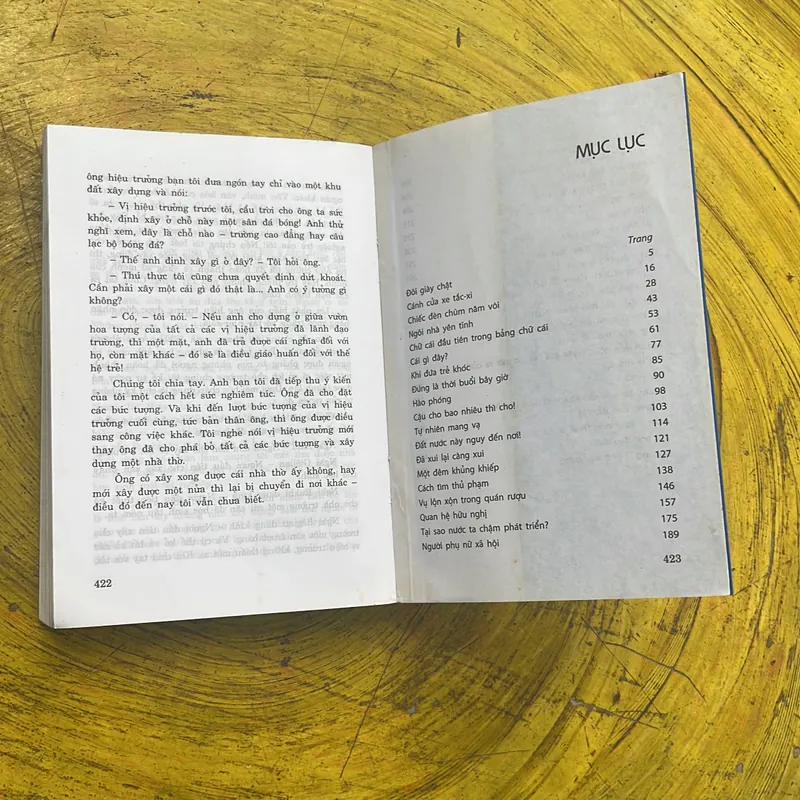 ông hiệu trưởng bạn tôi đưa ngón tay chỉ vào một khu
đất xây dựng và nói:
– Vị hiệu trưởng trước tôi, cầu trời cho ông ta sức
khỏe, định xây ở chỗ này một sân đá bóng! Anh thử
nghĩ xem, đây là chỗ nào – trường cao đẳng hay câu
lạc bộ bóng đá?
– Thế anh định xây gì ở đây? – Tôi hỏi ông.
– Thú thực tôi cũng chưa quyết định dứt khoát.
Cần phải xây một cái gì đó thật là... Anh có ý tưởng gì
không?
– Có, – tôi nói. – Nếu anh cho dựng ở giữa vườn
hoa tượng của tất cả các vị hiệu trưởng đã lãnh đạo
trường, thì một mặt, anh đã trả được cái nghĩa đối với
họ, còn mặt khác – đó sẽ là điều giáo huấn đối với thế
hệ trẻ!
Chúng tôi chia tay. Anh bạn tôi đã tiếp thu ý kiến
của tôi một cách hết sức nghiêm túc. Ông đã cho đặt
các bức tượng. Và khi đến lượt bức tượng của vị hiệu
trưởng cuối cùng, tức bản thân ông, thì ông được điều
sang công việc khác. Tôi nghe nói vị hiệu trưởng mới
thay ông đã cho phá bỏ tất cả các bức tượng và xây
dựng một nhà thờ.
Ông có xây xong được cái nhà thờ ấy không, hay
mới xây được một nửa thì lại bị chuyển đi nơi khác –
điều đó đến nay tôi vẫn chưa biết.
422
MỤC LỤC
Trang
Đôi giày chật 5
Cánh cửa xe tắc-xi 16
Chiếc đèn chùm năm vòi 28
Ngôi nhà yên tĩnh 43
Chữ cái đầu tiên trong bảng chữ cái 53
Cái gì đây? 61
Khi đứa trẻ khóc 77
Đúng là thời buổi bây giờ 85
Hào phóng 90
Cậu cho bao nhiêu thì cho! 98
Tự nhiên mang vạ 103
Đất nước này nguy đến nơi! 114
Đã xui lại càng xui 121
Một đêm khủng khiếp 127
Cách tìm thủ phạm 138
Vụ lộn xộn trong quán rượu 146
Quan hệ hữu nghị 157
Tại sao nước ta chậm phát triển? 175
Người phụ nữ xã hội 189
423